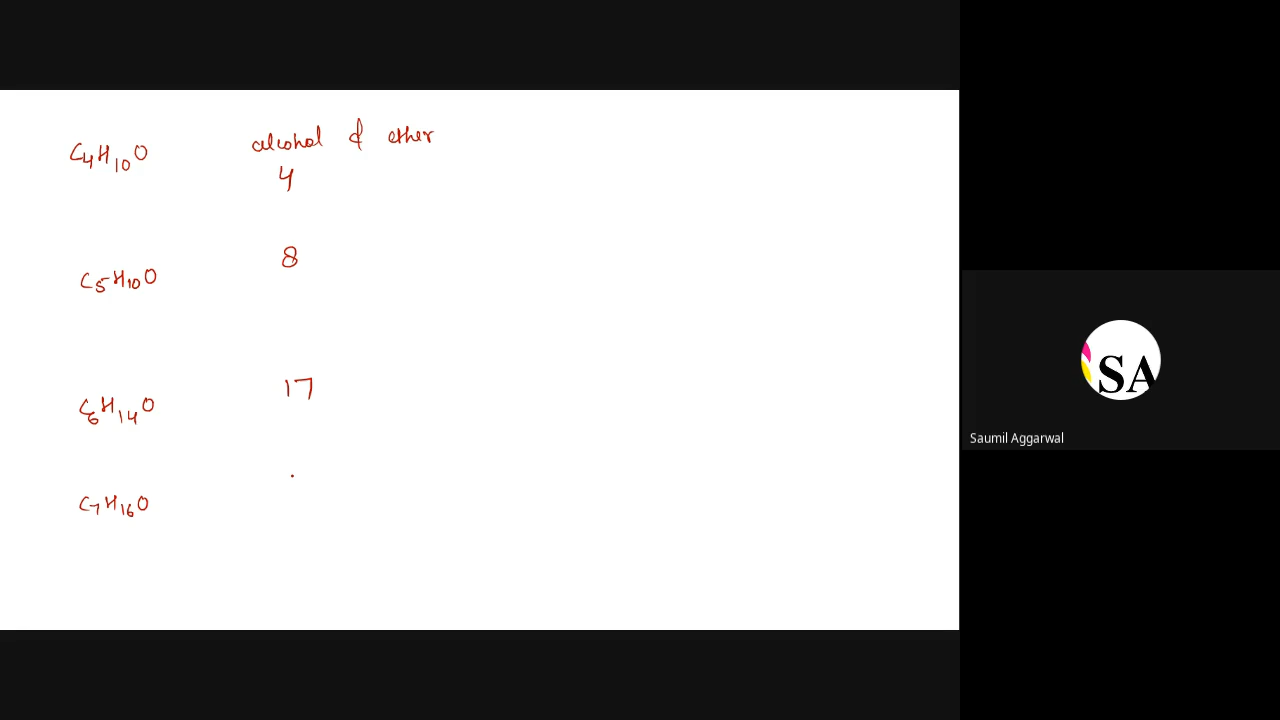 C₄H₁₀O alcohol & ether
4
8
C₅H₁₀O
17
C₆H₁₄O
C₇H₁₆O
SA
Saumil Aggarwal